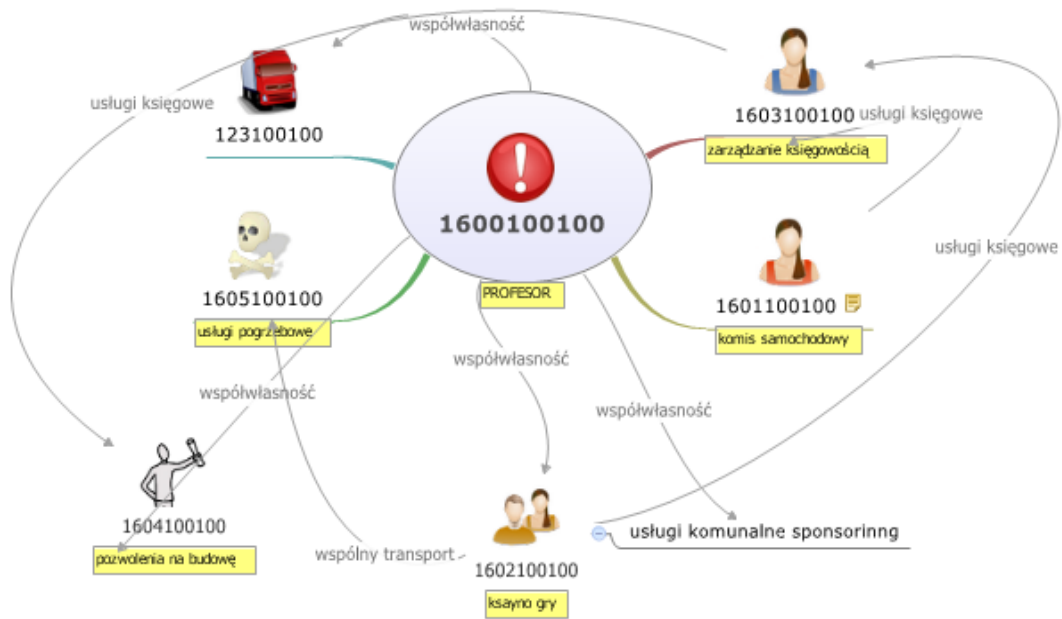 współwłasność
usługi księgowe
123100100
1603100100
usługi księgowe
zarządzanie księgowością
1600100100
PROFESOR
usługi księgowe
1605100100
usługi pogrzebowe
1601100100
komis samochodowy
współwłasność
współwłasność
współwłasność
1604100100
pozwolenia na budowę
wspólny transport
1602100100
ksayno gry
usługi komunalne sponsorinng